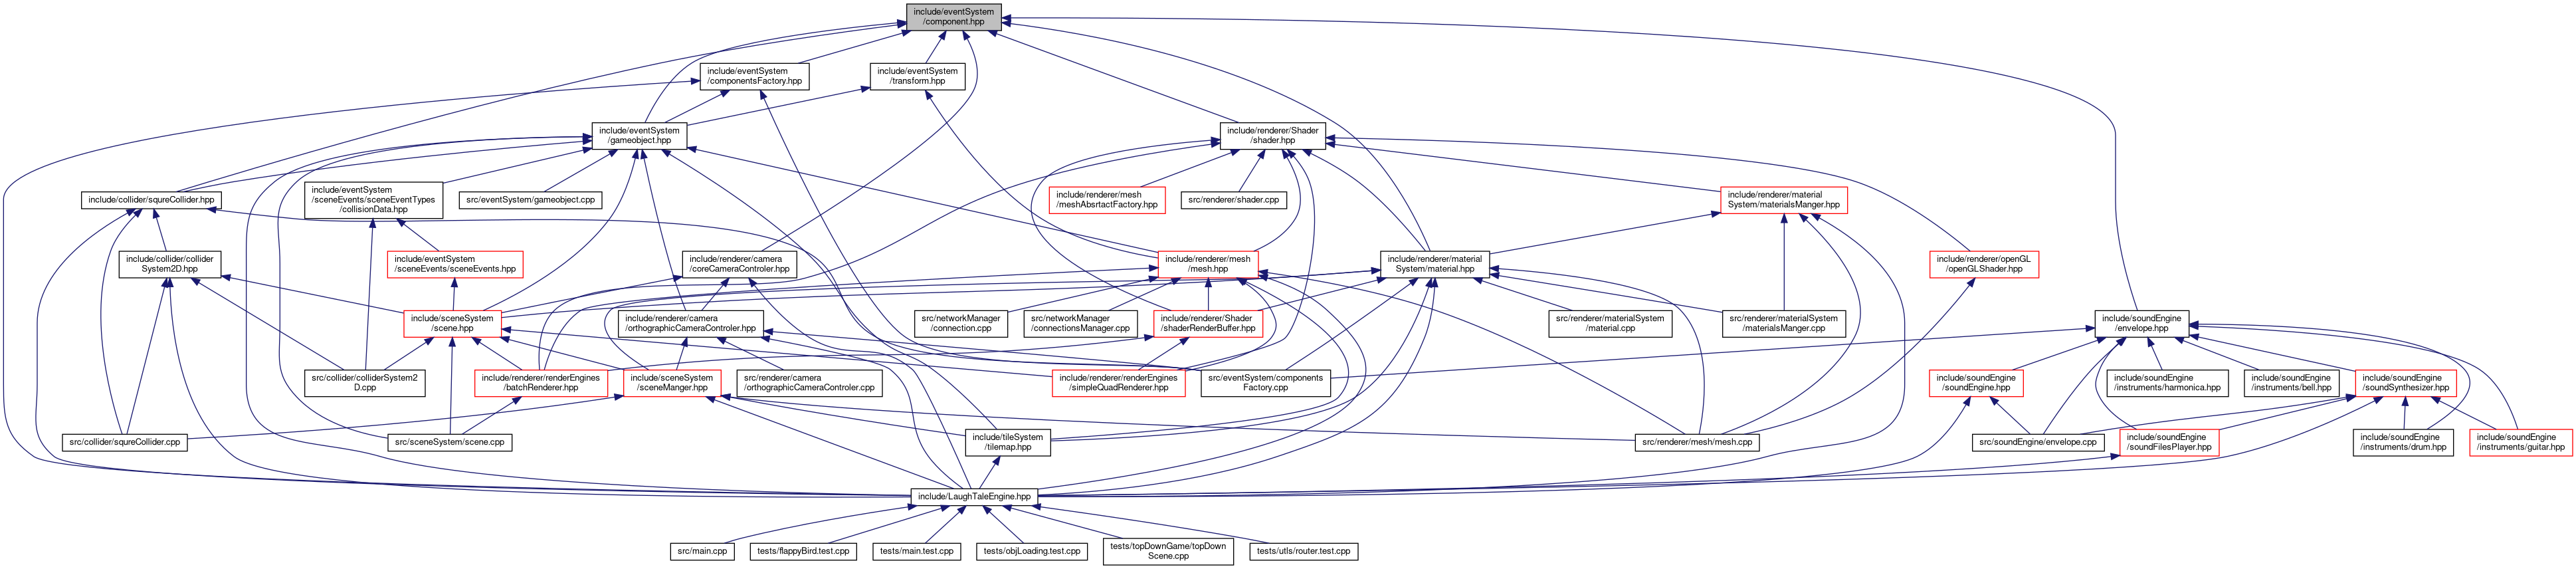 include/eventSystem
/component.hpp
include/eventSystem
/componentsFactory.hpp
include/eventSystem
/transform.hpp
include/eventSystem
/gameobject.hpp
include/renderer/Shader
/shader.hpp
include/collider/squreCollider.hpp
include/eventSystem
/sceneEvents/sceneEventTypes
/collisionData.hpp
src/eventSystem/gameobject.cpp
include/renderer/mesh
/meshAbsrtactFactory.hpp
src/renderer/shader.cpp
include/renderer/material
System/materialsManger.hpp
include/collider/collider
System2D.hpp
include/eventSystem
/sceneEvents/sceneEvents.hpp
include/renderer/camera
/coreCameraControler.hpp
include/renderer/mesh
/mesh.hpp
include/renderer/material
System/material.hpp
include/renderer/openGL
/openGLShader.hpp
include/sceneSystem
/scene.hpp
include/renderer/camera
/orthographicCameraControler.hpp
src/networkManager
/connection.cpp
src/networkManager
/connectionsManager.cpp
include/renderer/Shader
/shaderRenderBuffer.hpp
src/renderer/materialSystem
/material.cpp
src/renderer/materialSystem
/materialsManger.cpp
include/soundEngine
/envelope.hpp
src/collider/colliderSystem2
D.cpp
include/renderer/renderEngines
/batchRenderer.hpp
include/sceneSystem
/sceneManger.hpp
src/renderer/camera
/orthographicCameraControler.cpp
include/renderer/renderEngines
/simpleQuadRenderer.hpp
src/eventSystem/components
Factory.cpp
include/soundEngine
/soundEngine.hpp
include/soundEngine
/instruments/harmonica.hpp
include/soundEngine
/instruments/bell.hpp
include/soundEngine
/soundSynthesizer.hpp
src/collider/squreCollider.cpp
src/sceneSystem/scene.cpp
include/tileSystem
/tilemap.hpp
src/renderer/mesh/mesh.cpp
src/soundEngine/envelope.cpp
include/soundEngine
/soundFilesPlayer.hpp
include/soundEngine
/instruments/drum.hpp
include/soundEngine
/instruments/guitar.hpp
include/LaughTaleEngine.hpp
src/main.cpp
tests/flappyBird.test.cpp
tests/main.test.cpp
tests/objLoading.test.cpp
tests/topDownGame/topDown
Scene.cpp
tests/utls/router.test.cpp